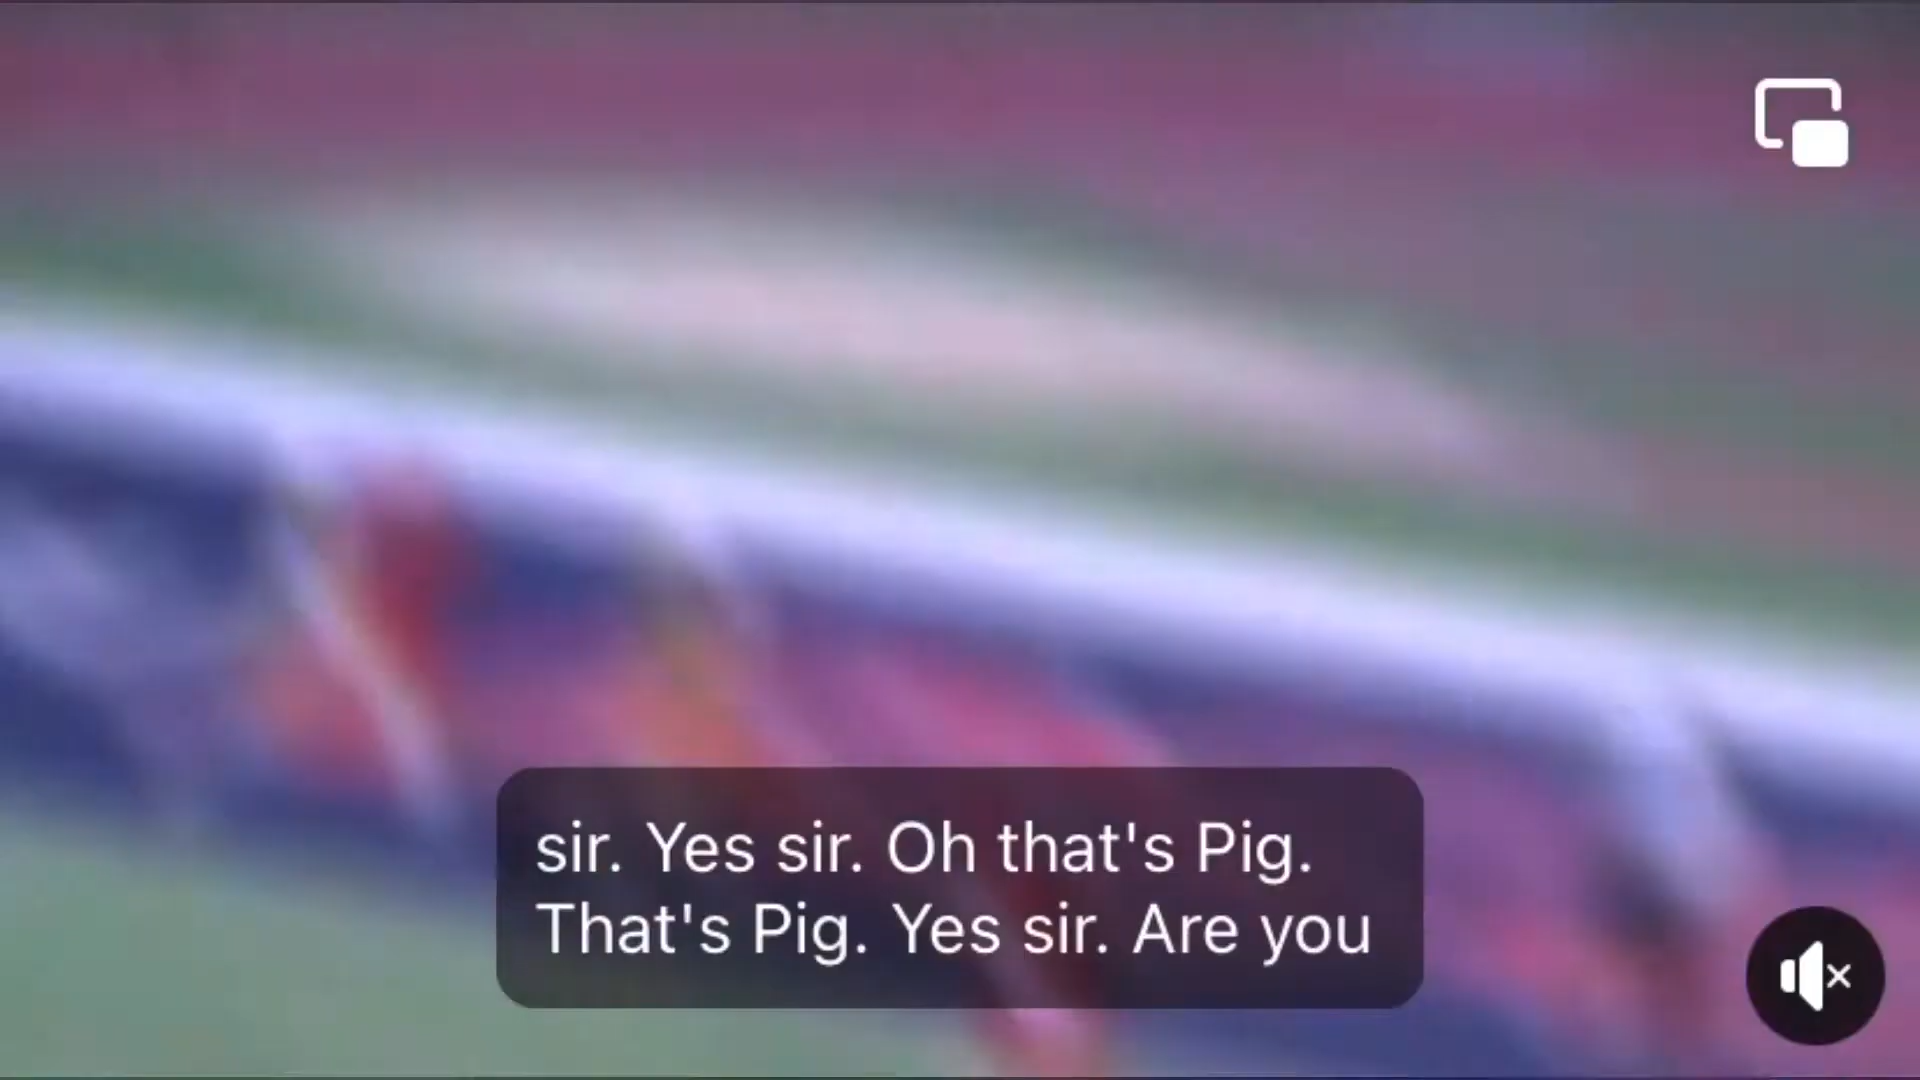 sir. Yes sir. Oh that's Pig.
That's Pig. Yes sir. Are you